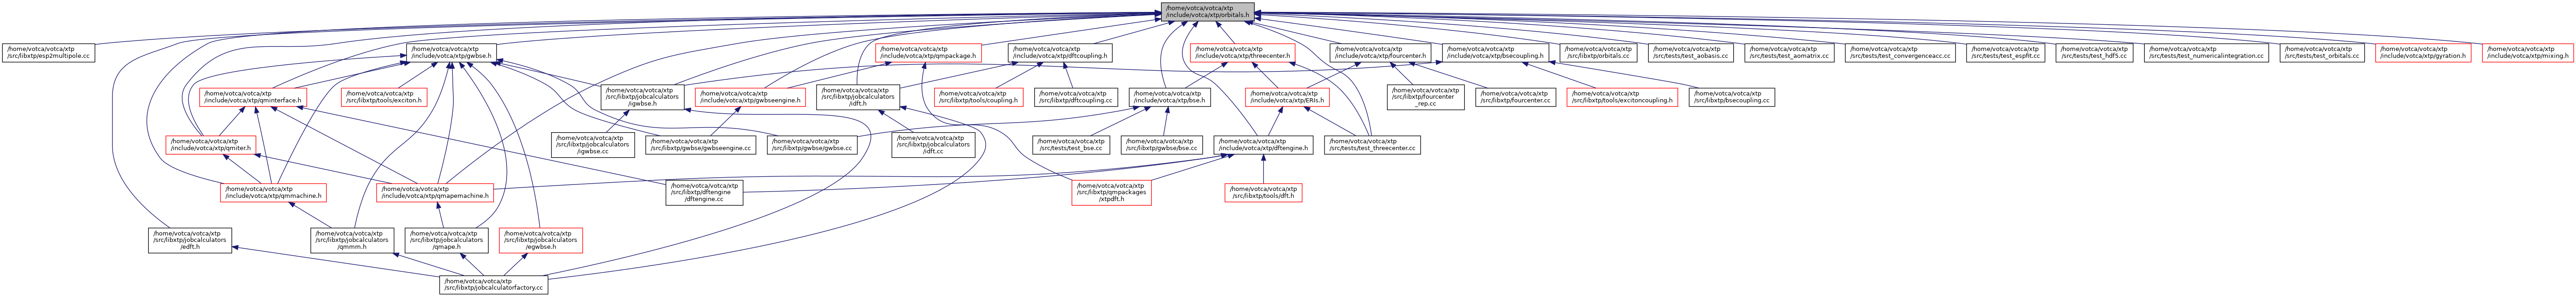 /home/votca/votca/xtp
/include/votca/xtp/orbitals.h
/home/votca/votca/xtp
/src/libxtp/esp2multipole.cc
/home/votca/votca/xtp
/include/votca/xtp/gwbse.h
/home/votca/votca/xtp
/include/votca/xtp/qmpackage.h
/home/votca/votca/xtp
/include/votca/xtp/dftcoupling.h
/home/votca/votca/xtp
/include/votca/xtp/threecenter.h
/home/votca/votca/xtp
/include/votca/xtp/fourcenter.h
/home/votca/votca/xtp
/include/votca/xtp/bsecoupling.h
/home/votca/votca/xtp
/src/libxtp/orbitals.cc
/home/votca/votca/xtp
/src/tests/test_aobasis.cc
/home/votca/votca/xtp
/src/tests/test_aomatrix.cc
/home/votca/votca/xtp
/src/tests/test_convergenceacc.cc
/home/votca/votca/xtp
/src/tests/test_espfit.cc
/home/votca/votca/xtp
/src/tests/test_hdf5.cc
/home/votca/votca/xtp
/src/tests/test_numericalintegration.cc
/home/votca/votca/xtp
/src/tests/test_orbitals.cc
/home/votca/votca/xtp
/include/votca/xtp/gyration.h
/home/votca/votca/xtp
/include/votca/xtp/mixing.h
/home/votca/votca/xtp
/include/votca/xtp/qminterface.h
/home/votca/votca/xtp
/src/libxtp/tools/exciton.h
/home/votca/votca/xtp
/src/libxtp/jobcalculators
/igwbse.h
/home/votca/votca/xtp
/include/votca/xtp/gwbseengine.h
/home/votca/votca/xtp
/src/libxtp/jobcalculators
/idft.h
/home/votca/votca/xtp
/src/libxtp/tools/coupling.h
/home/votca/votca/xtp
/src/libxtp/dftcoupling.cc
/home/votca/votca/xtp
/include/votca/xtp/bse.h
/home/votca/votca/xtp
/include/votca/xtp/ERIs.h
/home/votca/votca/xtp
/src/libxtp/fourcenter
_rep.cc
/home/votca/votca/xtp
/src/libxtp/fourcenter.cc
/home/votca/votca/xtp
/src/libxtp/tools/excitoncoupling.h
/home/votca/votca/xtp
/src/libxtp/bsecoupling.cc
/home/votca/votca/xtp
/include/votca/xtp/qmiter.h
/home/votca/votca/xtp
/src/libxtp/jobcalculators
/igwbse.cc
/home/votca/votca/xtp
/src/libxtp/gwbse/gwbseengine.cc
/home/votca/votca/xtp
/src/libxtp/gwbse/gwbse.cc
/home/votca/votca/xtp
/src/libxtp/jobcalculators
/idft.cc
/home/votca/votca/xtp
/src/tests/test_bse.cc
/home/votca/votca/xtp
/src/libxtp/gwbse/bse.cc
/home/votca/votca/xtp
/include/votca/xtp/dftengine.h
/home/votca/votca/xtp
/src/tests/test_threecenter.cc
/home/votca/votca/xtp
/include/votca/xtp/qmmachine.h
/home/votca/votca/xtp
/include/votca/xtp/qmapemachine.h
/home/votca/votca/xtp
/src/libxtp/dftengine
/dftengine.cc
/home/votca/votca/xtp
/src/libxtp/qmpackages
/xtpdft.h
/home/votca/votca/xtp
/src/libxtp/tools/dft.h
/home/votca/votca/xtp
/src/libxtp/jobcalculators
/edft.h
/home/votca/votca/xtp
/src/libxtp/jobcalculators
/qmmm.h
/home/votca/votca/xtp
/src/libxtp/jobcalculators
/qmape.h
/home/votca/votca/xtp
/src/libxtp/jobcalculators
/egwbse.h
/home/votca/votca/xtp
/src/libxtp/jobcalculatorfactory.cc